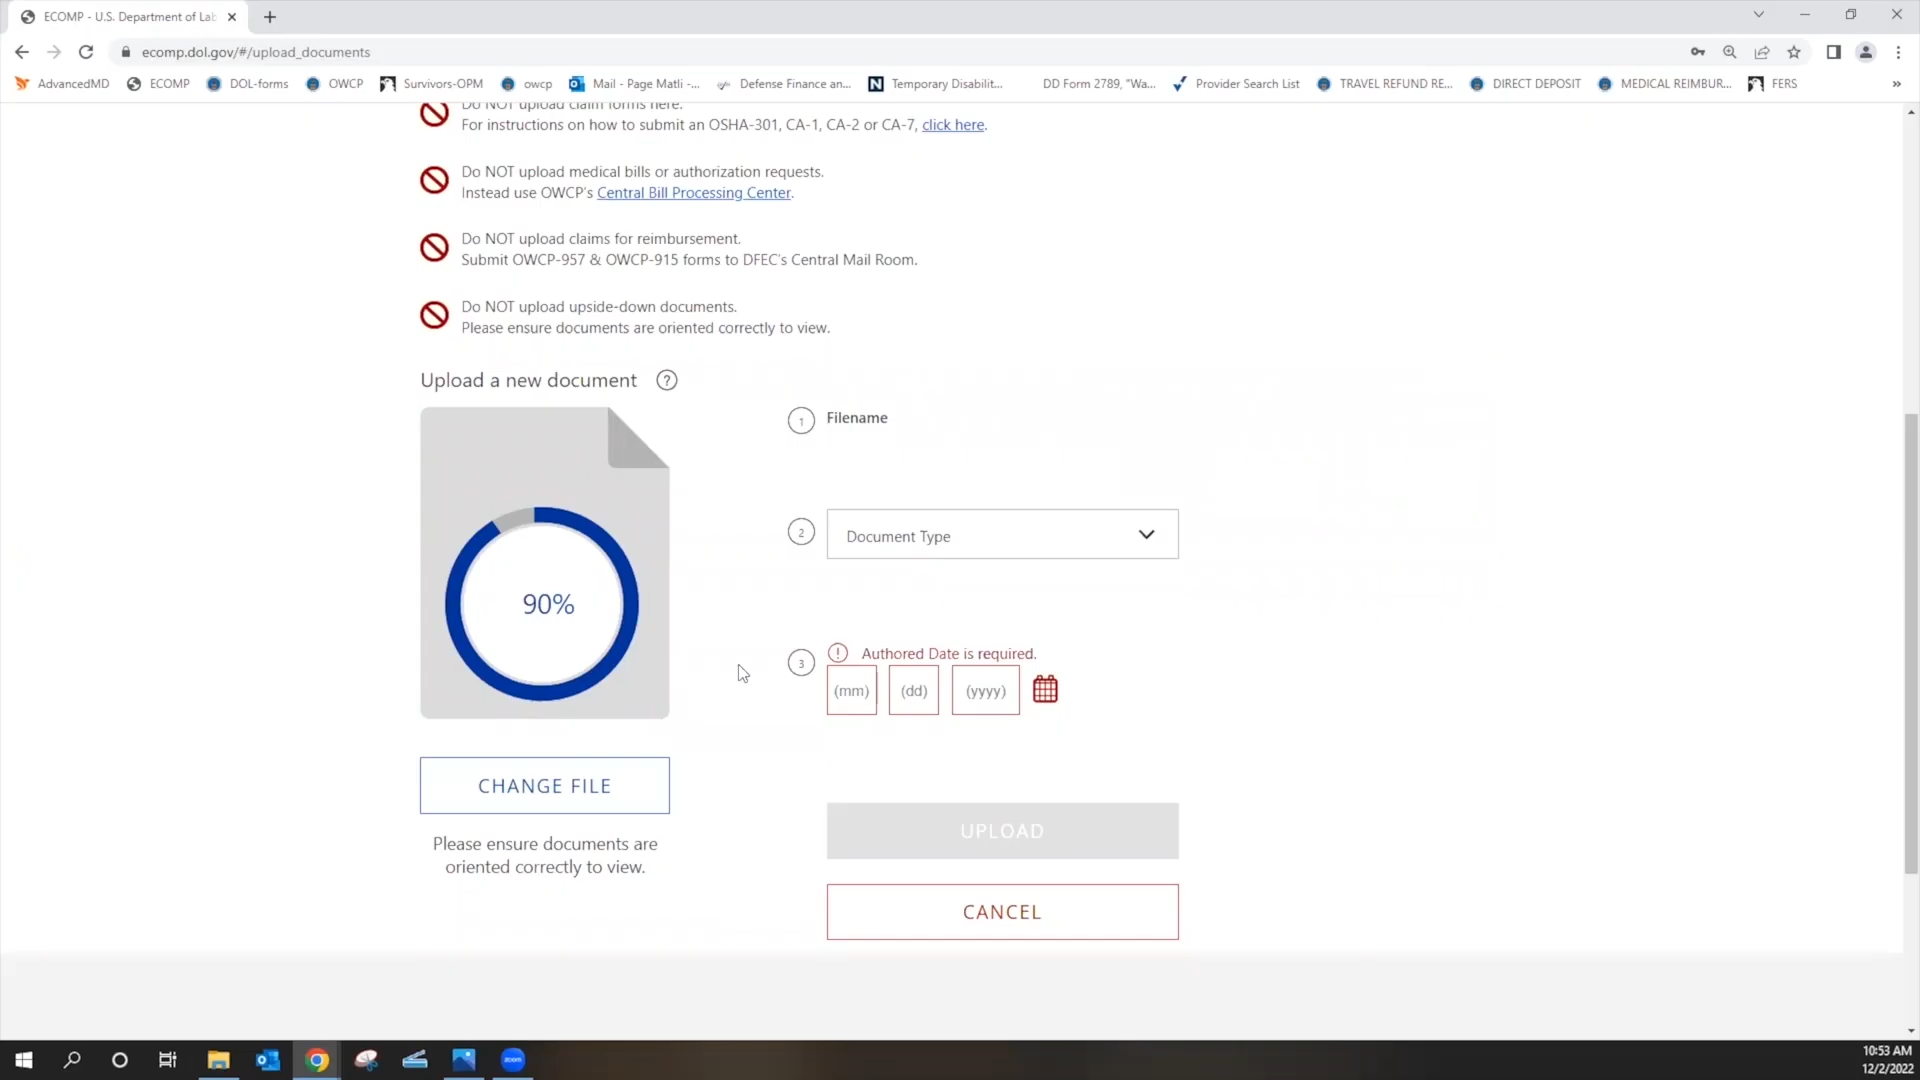 ECOMP - U.S. Department of Lab
ecomp.dol.gov/#/upload_documents
AdvancedMD
ECOMP
DOL-forms
OWCP
Survivors-OPM
owcp
Mail - Page Matli -...
Defense Finance an...
Temporary Disabilit...
DD Form 2789, "Wa...
Provider Search List
TRAVEL REFUND RE...
DIRECT DEPOSIT
MEDICAL REIMBUR...
FERS
»
Do NOT upload claim forms here.
For instructions on how to submit an OSHA-301, CA-1, CA-2 or CA-7, click here.
Do NOT upload medical bills or authorization requests.
Instead use OWCP's Central Bill Processing Center.
Do NOT upload claims for reimbursement.
Submit OWCP-957 & OWCP-915 forms to DFEC's Central Mail Room.
Do NOT upload upside-down documents.
Please ensure documents are oriented correctly to view.
Upload a new document ?
90%
CHANGE FILE
Please ensure documents are
oriented correctly to view.
1 Filename
2 Document Type
3 ! Authored Date is required.
(mm) (dd) (yyyy)
UPLOAD
CANCEL
zoom
10:53 AM
12/2/2022